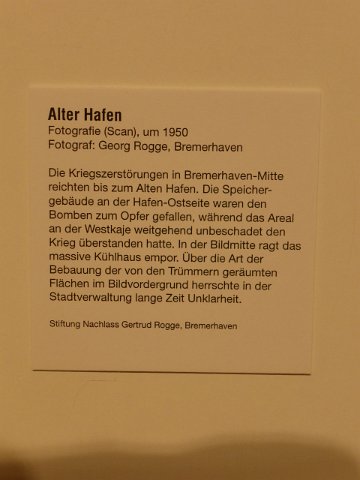 Alter Hafen
Fotografie (Scan), um 1950
Fotograf: Georg Rogge, Bremerhaven
Die Kriegszerstörungen in Bremerhaven-Mitte
reichten bis zum Alten Hafen. Die Speicher-
gebäude an der Hafen-Ostseite waren den
Bomben zum Opfer gefallen, während das Areal
an der Westkaje weitgehend unbeschadet den
Krieg überstanden hatte. In der Bildmitte ragt das
massive Kühlhaus empor. Über die Art der
Bebauung der von den Trümmern geräumten
Flächen im Bildvordergrund herrschte in der
Stadtverwaltung lange Zeit Unklarheit.
Stiftung Nachlass Gertrud Rogge, Bremerhaven